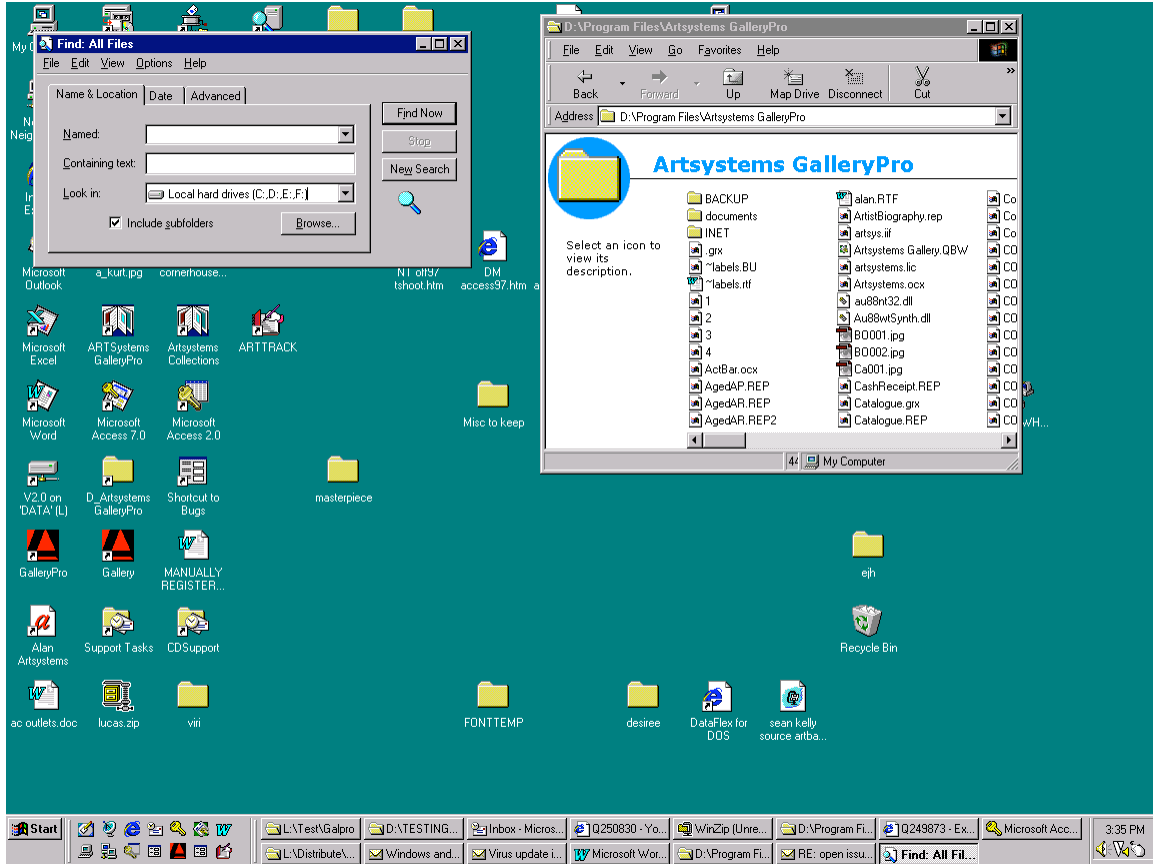 Find: All Files
File Edit View Options Help
Name & Location Date Advanced
Named:
Containing text:
Look in: Local hard drives (C:,D:,E:,F:)
Include subfolders
Browse...
Find Now
Stop
New Search
D:\Program Files\Artsystems GalleryPro
File Edit View Go Favorites Help
Back Forward Up Map Drive Disconnect Cut
Address D:\Program Files\Artsystems GalleryPro
Artsystems GalleryPro
Select an icon to
view its
description.
BACKUP
documents
INET
.grx
~labels.BU
~labels.rtf
1
2
3
4
ActBar.ocx
AgedAP.REP
AgedAR.REP
AgedAR.REP2
alan.RTF
ArtistBiography.rep
artsys.iif
Artsystems Gallery.QBW
artsystems.lic
Artsystems.ocx
au88nt32.dll
Au88wtSynth.dll
BO001.jpg
BO002.jpg
Ca001.jpg
CashReceipt.REP
Catalogue.grx
Catalogue.REP
44 My Computer
Microsoft
Outlook
a_kurt.jpg
cornerhouse...
NT off97
tshoot.htm
DM
access97.htm
Microsoft
Excel
ARTSystems
GalleryPro
Artsystems
Collections
ARTTRACK
Microsoft
Word
Microsoft
Access 7.0
Microsoft
Access 2.0
Misc to keep
V2.0 on
'DATA' (L)
D_Artsystems
GalleryPro
Shortcut to
Bugs
masterpiece
GalleryPro
Gallery
MANUALLY
REGISTER...
ejh
Alan
Artsystems
Support Tasks
CDSupport
Recycle Bin
ac outlets.doc
lucas.zip
viri
FONTTEMP
desiree
DataFlex for
DOS
sean kelly
source artba...
Start
L:\Test\Galpro
D:\TESTING...
Inbox - Micros...
Q250830 - Yo...
WinZip (Unre...
D:\Program Fi...
Q249873 - Ex...
Microsoft Acc...
3:35 PM
L:\Distribute\...
Windows and...
Virus update i...
Microsoft Wor...
D:\Program Fi...
RE: open issu...
Find: All Fil...